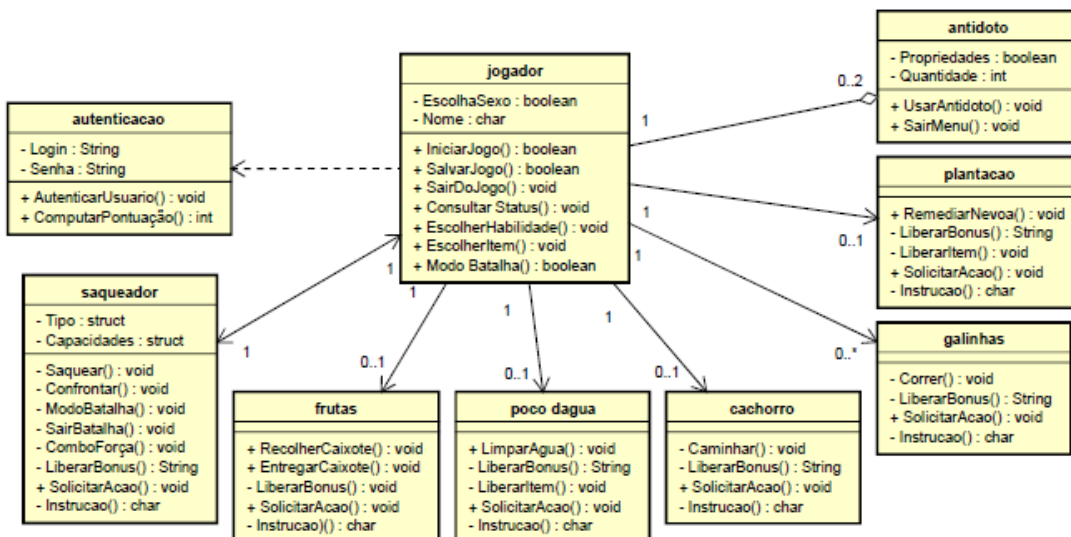 antidoto
- Propriedades : boolean
- Quantidade : int
+ UsarAntidoto() : void
+ SairMenu() : void
jogador
- EscolhaSexo : boolean
- Nome : char
+ IniciarJogo() : boolean
+ SalvarJogo() : boolean
+ SairDoJogo() : void
+ Consultar Status() : void
+ EscolherHabilidade() : void
+ EscolherItem() : void
+ Modo Batalha() : boolean
0..2
1
autenticacao
- Login : String
- Senha : String
+ AutenticarUsuario() : void
+ ComputarPontuação() : int
plantacao
+ RemediarNevoa() : void
- LiberarBonus() : String
- LiberarItem() : void
+ SolicitarAcao() : void
- Instrucao() : char
1
0..1
1
1
1
1
1
saqueador
- Tipo : struct
- Capacidades : struct
- Saquear() : void
- Confrontar() : void
- ModoBatalha() : void
- SairBatalha() : void
- ComboForça() : void
- LiberarBonus() : String
+ SolicitarAcao() : void
- Instrucao() : char
1
0..1
0..1
0..1
0..*
galinhas
- Correr() : void
- LiberarBonus() : String
+ SolicitarAcao() : void
- Instrucao() : char
frutas
+ RecolherCaixote() : void
+ EntregarCaixote() : void
- LiberarBonus() : void
+ SolicitarAcao() : void
- Instrucao)() : char
poco dagua
+ LimparAgua() : void
- LiberarBonus() : String
- LiberarItem() : void
+ SolicitarAcao() : void
- Instrucao() : char
cachorro
- Caminhar() : void
- LiberarBonus() : String
+ SolicitarAcao() : void
- Instrucao() : char